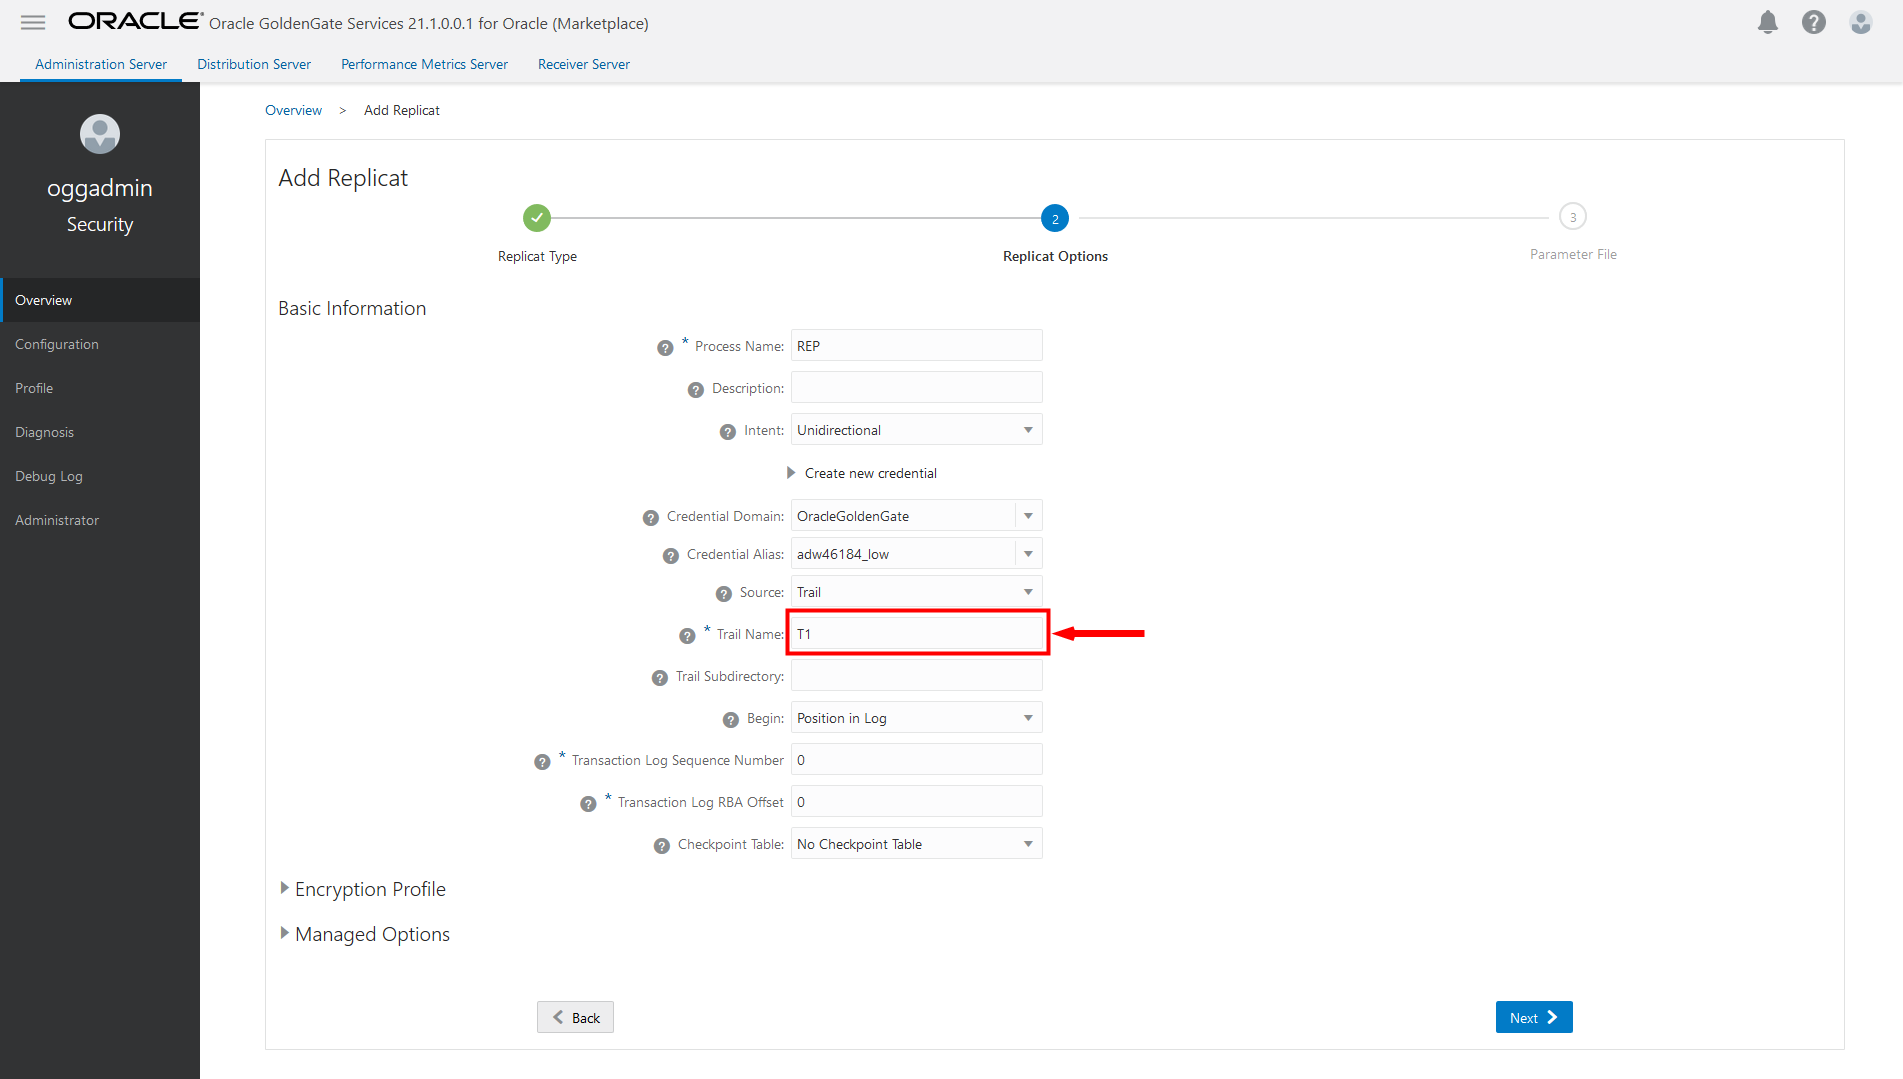 ORACLE Oracle GoldenGate Services 21.1.0.0.1 for Oracle (Marketplace)
Administration Server Distribution Server Performance Metrics Server Receiver Server
oggadmin
Security
Overview
Configuration
Profile
Diagnosis
Debug Log
Administrator
Overview > Add Replicat
Add Replicat
2
3
Replicat Type
Replicat Options
Parameter File
Basic Information
* Process Name: REP
Description:
Intent: Unidirectional
Create new credential
Credential Domain: OracleGoldenGate
Credential Alias: adw46184_low
Source: Trail
* Trail Name: T1
Trail Subdirectory:
Begin: Position in Log
* Transaction Log Sequence Number 0
* Transaction Log RBA Offset 0
Checkpoint Table: No Checkpoint Table
Encryption Profile
Managed Options
Back
Next